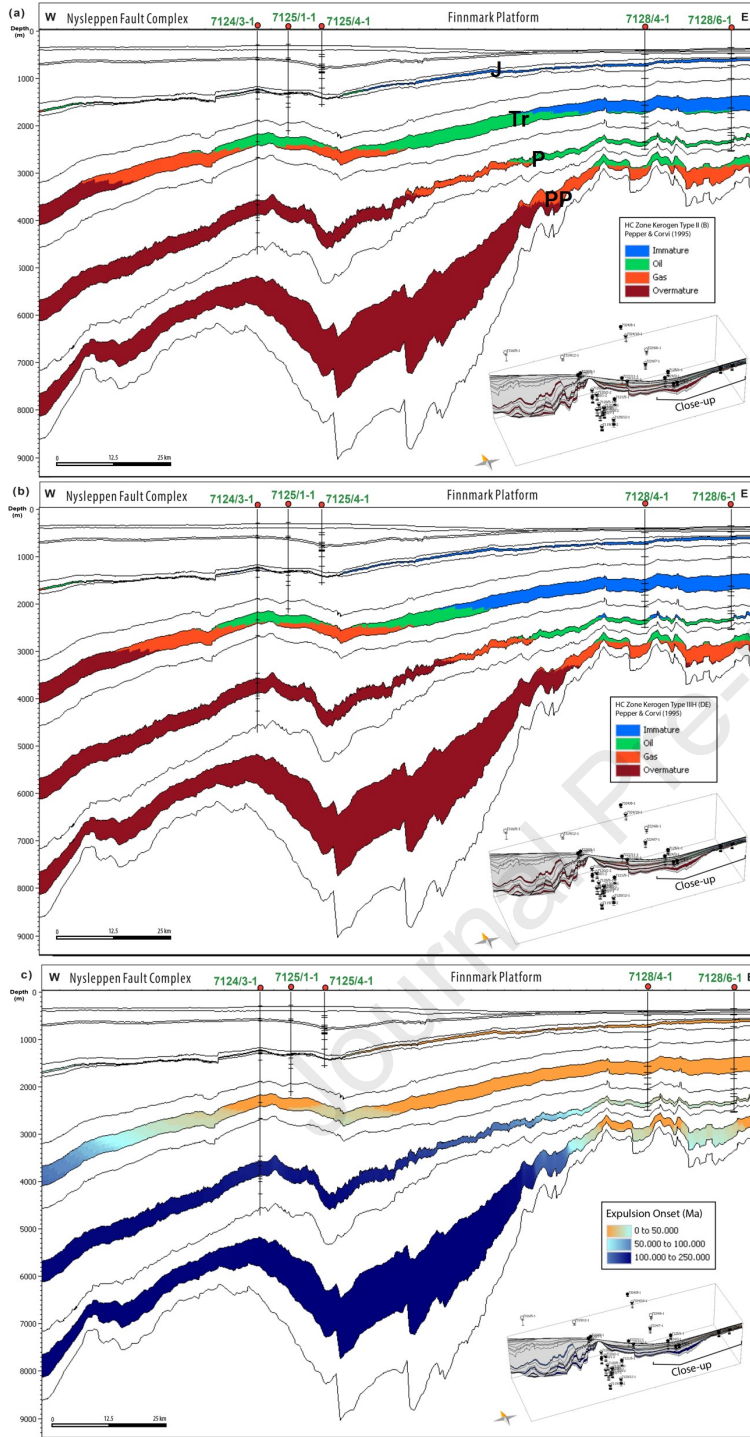 (a)
W
Nysleppen Fault Complex
7124/3-1
7125/1-1
7125/4-1
Finnmark Platform
7128/4-1
7128/6-1
E
Depth
(m)
0
1000
2000
3000
4000
5000
6000
7000
8000
9000
J
Tr
P
PP
HC Zone Kerogen Type II (B)
Pepper & Corvi (1995)
Immature
Oil
Gas
Overmature
Close-up
0 12.5 25 km
(b)
W
Nysleppen Fault Complex
7124/3-1
7125/1-1
7125/4-1
Finnmark Platform
7128/4-1
7128/6-1
E
Depth
(m)
0
1000
2000
3000
4000
5000
6000
7000
8000
9000
HC Zone Kerogen Type IIIH (DE)
Pepper & Corvi (1995)
Immature
Oil
Gas
Overmature
Close-up
0 12.5 25 km
c)
W
Nysleppen Fault Complex
7124/3-1
7125/1-1
7125/4-1
Finnmark Platform
7128/4-1
7128/6-1
Depth
(m)
0
1000
2000
3000
4000
5000
6000
7000
8000
9000
Expulsion Onset (Ma)
0 to 50.000
50.000 to 100.000
100.000 to 250.000
Close-up
0 12.5 25 km
Journal Pre-